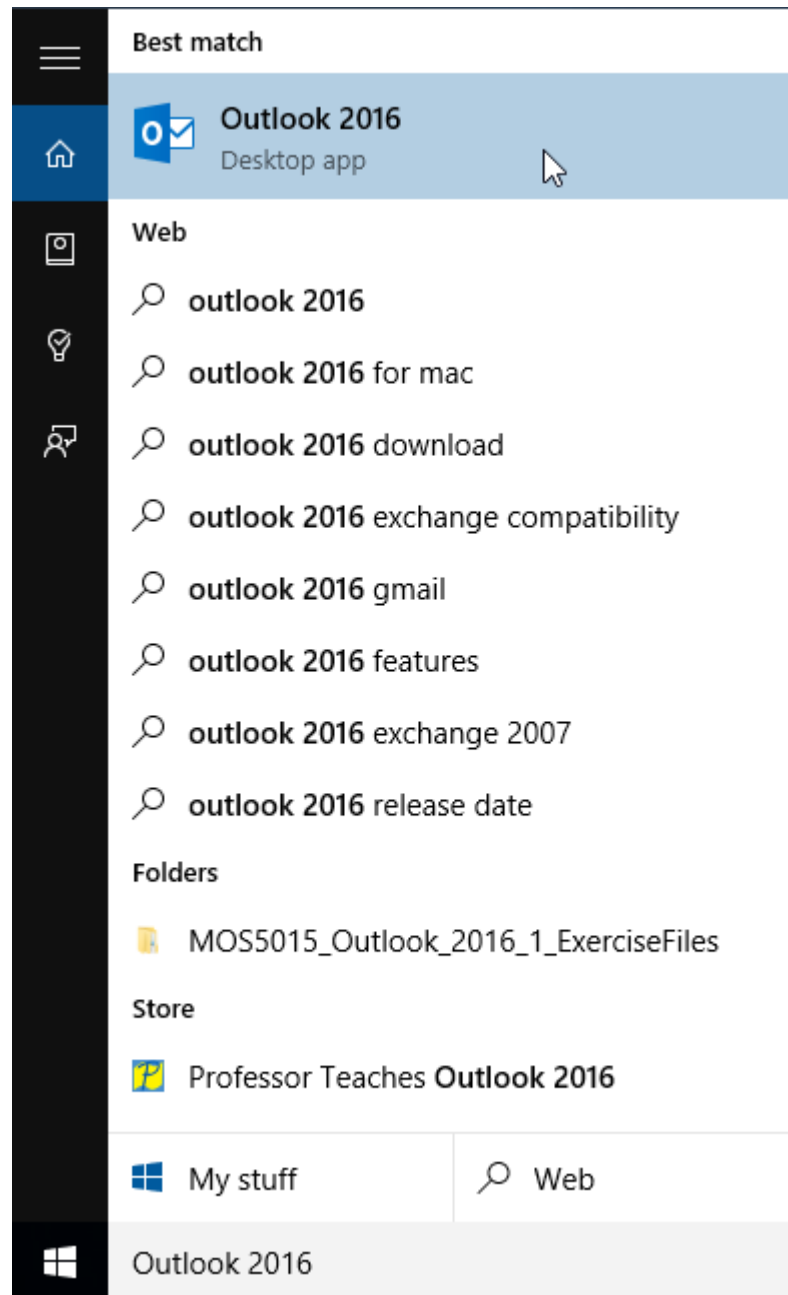 Best match
Outlook 2016
Desktop app
Web
outlook 2016
outlook 2016 for mac
outlook 2016 download
outlook 2016 exchange compatibility
outlook 2016 gmail
outlook 2016 features
outlook 2016 exchange 2007
outlook 2016 release date
Folders
MOS5015_Outlook_2016_1_ExerciseFiles
Store
Professor Teaches Outlook 2016
My stuff Web
Outlook 2016